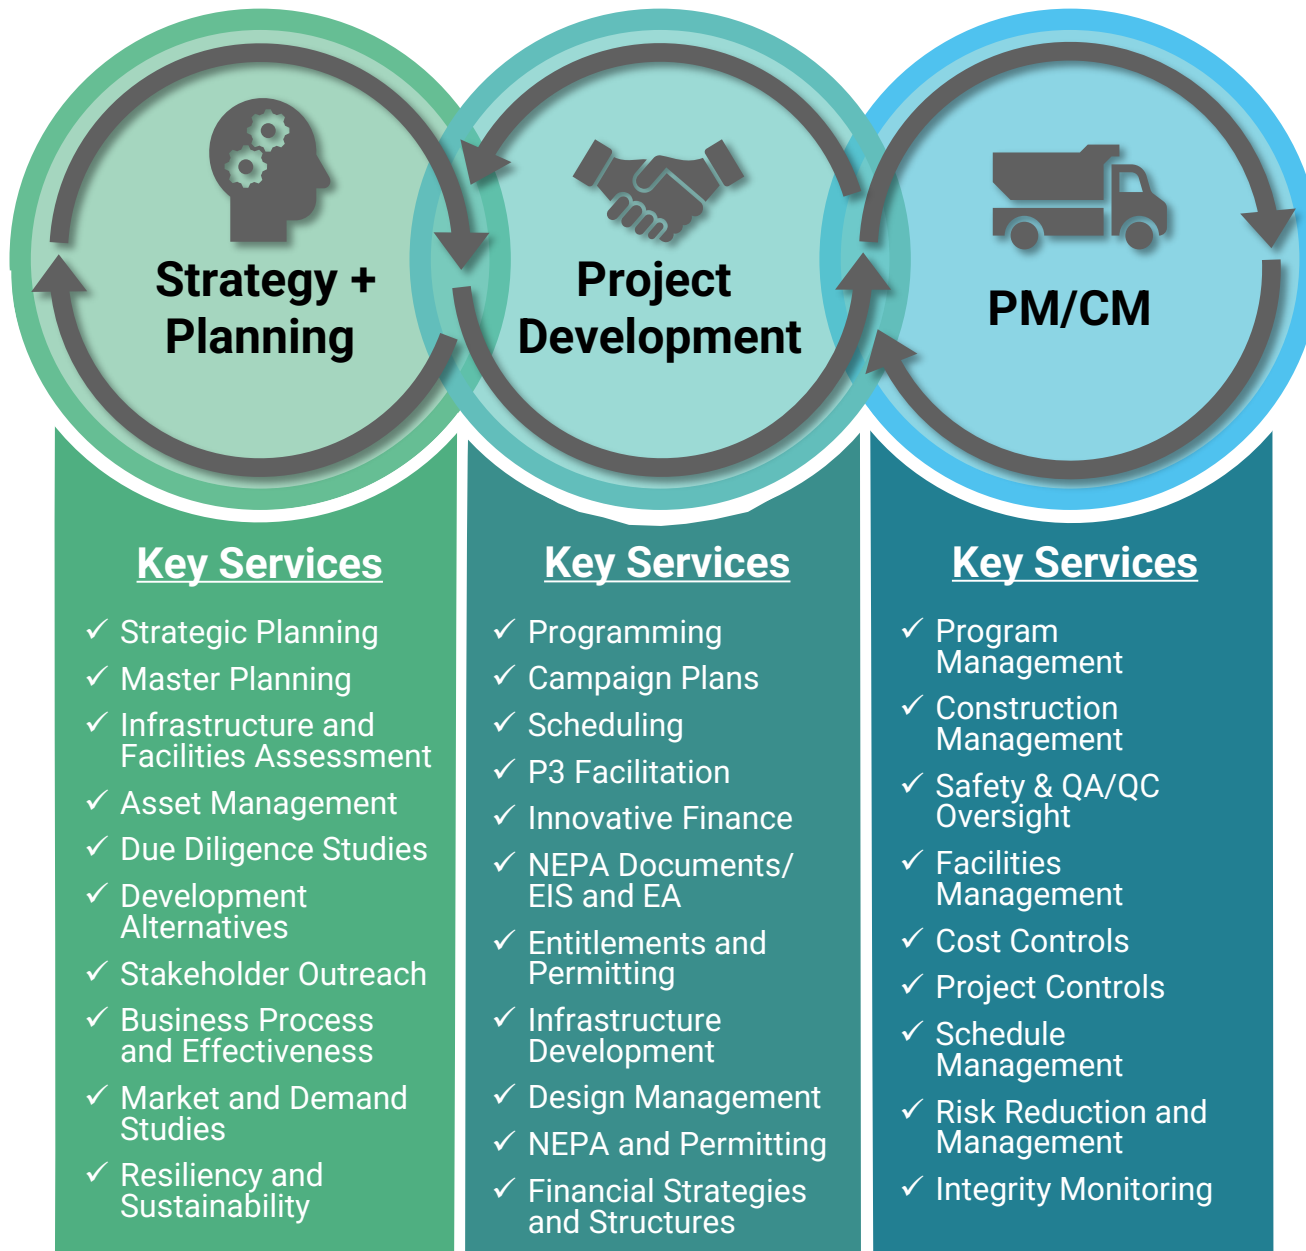 Strategy +
Planning
Project
Development
PM/CM
Key Services
✓ Strategic Planning
✓ Master Planning
✓ Infrastructure and
Facilities Assessment
✓ Asset Management
✓ Due Diligence Studies
✓ Development
Alternatives
✓ Stakeholder Outreach
✓ Business Process
and Effectiveness
✓ Market and Demand
Studies
✓ Resiliency and
Sustainability
Key Services
✓ Programming
✓ Campaign Plans
✓ Scheduling
✓ P3 Facilitation
✓ Innovative Finance
✓ NEPA Documents/
EIS and EA
✓ Entitlements and
Permitting
✓ Infrastructure
Development
✓ Design Management
✓ NEPA and Permitting
✓ Financial Strategies
and Structures
Key Services
✓ Program
Management
✓ Construction
Management
✓ Safety & QA/QC
Oversight
✓ Facilities
Management
✓ Cost Controls
✓ Project Controls
✓ Schedule
Management
✓ Risk Reduction and
Management
✓ Integrity Monitoring